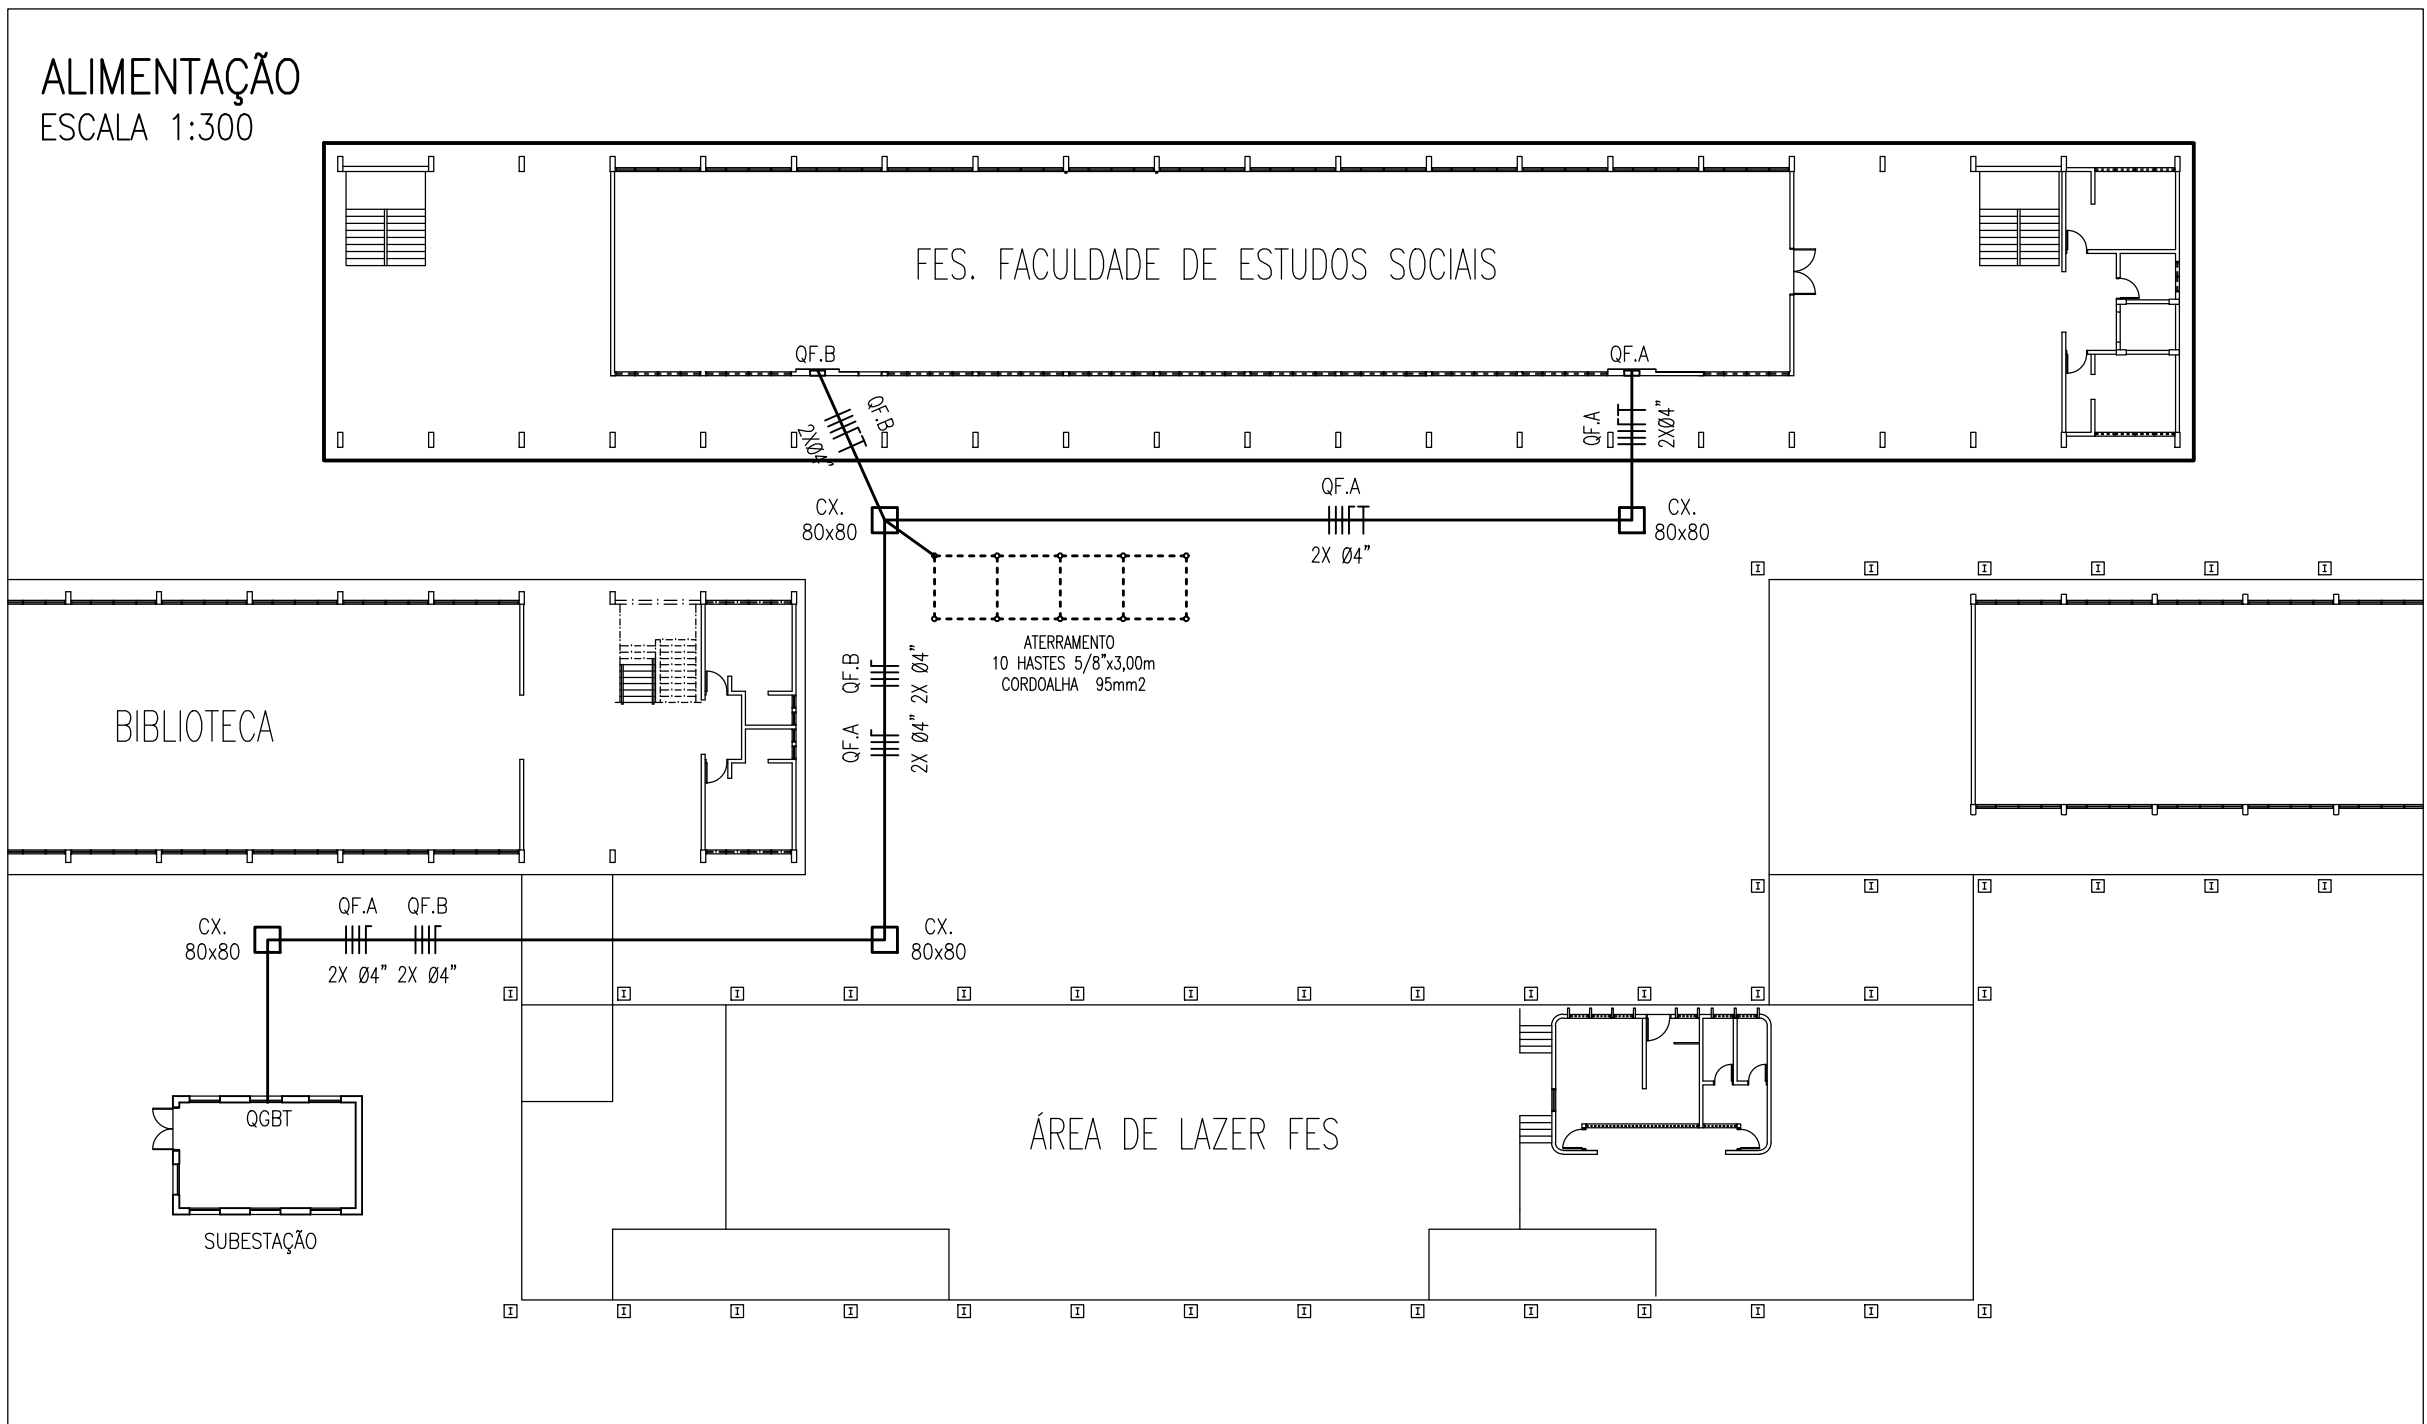 ALIMENTAÇÃO
ESCALA 1:300
FES. FACULDADE DE ESTUDOS SOCIAIS
QF.B
QF.A
QF.B
2XØ4"
QF.A
2XØ4"
CX.
80x80
QF.A
2X Ø4"
CX.
80x80
ATERRAMENTO
10 HASTES 5/8"x3,00m
CORDOALHA 95mm2
QF.B
2X Ø4"
QF.A
2X Ø4"
BIBLIOTECA
CX.
80x80
QF.A QF.B
2X Ø4" 2X Ø4"
CX.
80x80
QGBT
SUBESTAÇÃO
ÁREA DE LAZER FES